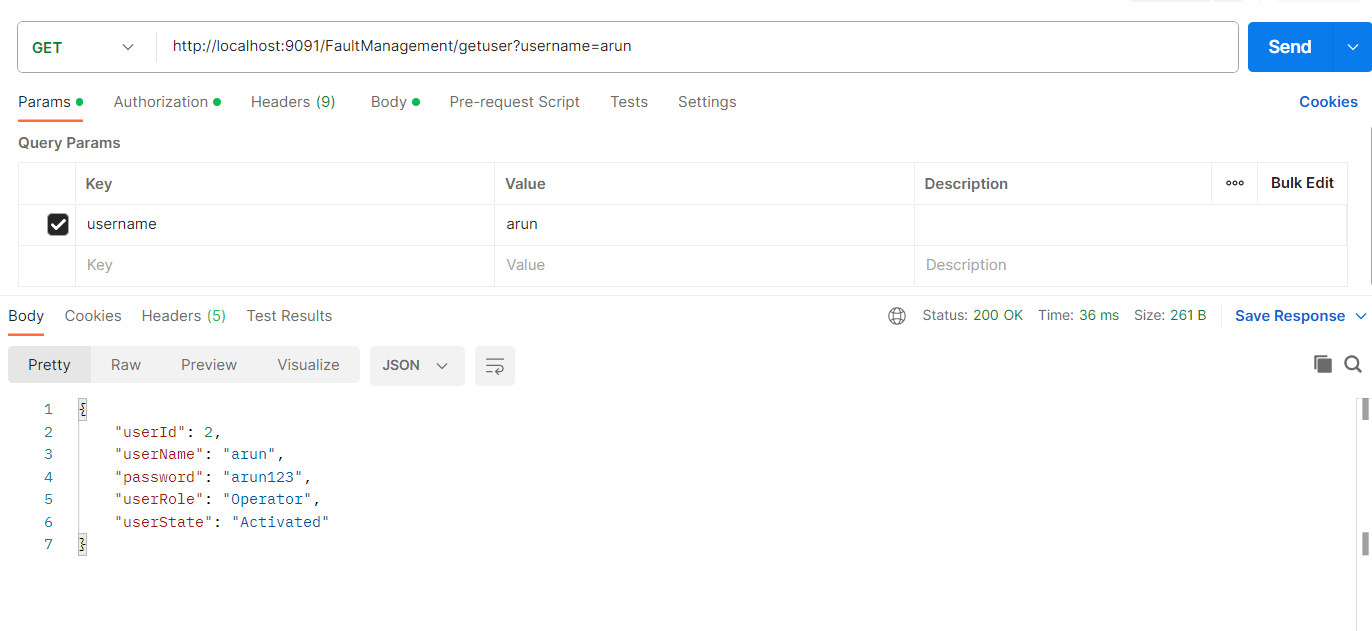 GET http://localhost:9091/FaultManagement/getuser?username=arun Send
Params Authorization Headers (9) Body Pre-request Script Tests Settings Cookies
Query Params
Key Value Description ooo Bulk Edit
username arun
Key Value Description
Body Cookies Headers (5) Test Results Status: 200 OK Time: 36 ms Size: 261 B Save Response
Pretty Raw Preview Visualize JSON
1 {
2 "userId": 2,
3 "userName": "arun",
4 "password": "arun123",
5 "userRole": "Operator",
6 "userState": "Activated"
7 }